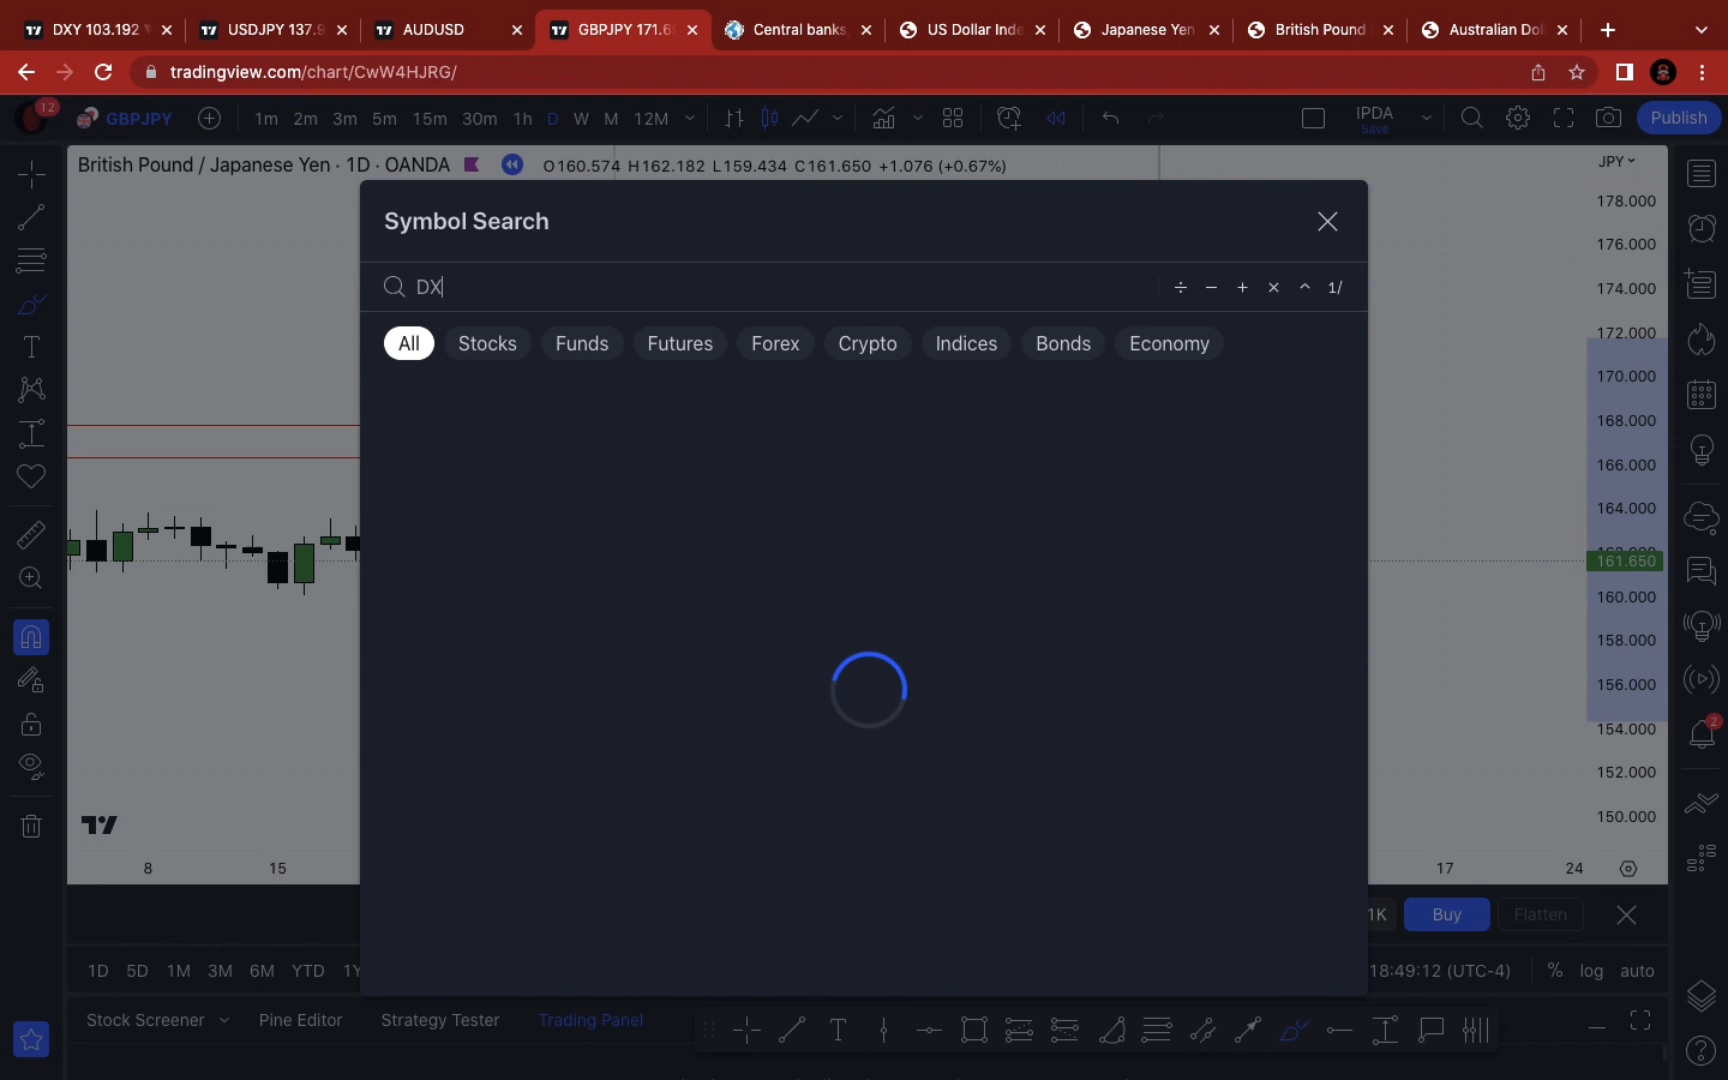 DXY 103.192
USDJPY 137.9
AUDUSD
GBPJPY 171.6
Central banks,
US Dollar Inde
Japanese Yen
British Pound
Australian Dol
tradingview.com/chart/CwW4HJRG/
12
GBPJPY
1m 2m 3m 5m 15m 30m 1h D W M 12M
IPDA
Save
Publish
British Pound / Japanese Yen · 1D · OANDA
O160.574 H162.182 L159.434 C161.650 +1.076 (+0.67%)
JPY
Symbol Search
DX
÷ − + × ^ 1/
All Stocks Funds Futures Forex Crypto Indices Bonds Economy
178.000
176.000
174.000
172.000
170.000
168.000
166.000
164.000
161.650
160.000
158.000
156.000
154.000
152.000
150.000
2
8 15 17 24
1K Buy Flatten
1D 5D 1M 3M 6M YTD 1Y
18:49:12 (UTC-4) % log auto
Stock Screener Pine Editor Strategy Tester Trading Panel